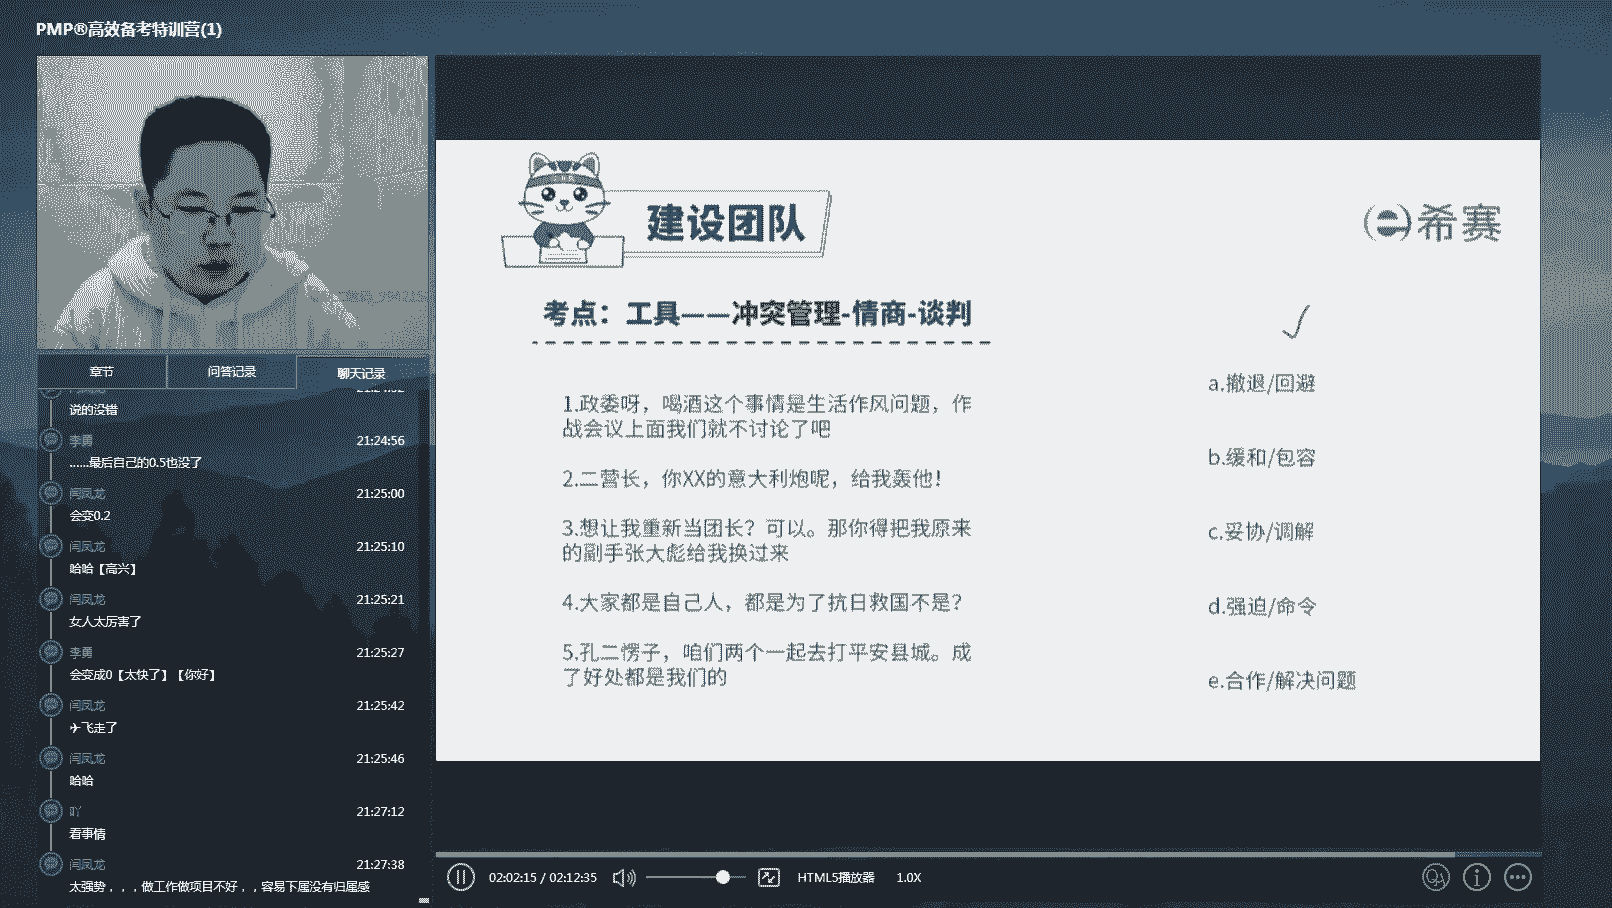 PMP®高效备考特训营(1)
章节
问答记录
聊天记录
说的没错
李勇
21:24:56
......最后自己的0.5也没了
闫凤龙
21:25:00
会变0.2
闫凤龙
21:25:10
哈哈【高兴】
闫凤龙
21:25:21
女人太厉害了
李勇
21:25:27
会变成0【太快了】【你好】
闫凤龙
21:25:42
✈飞走了
闫凤龙
21:25:46
哈哈
吖
21:27:12
看事情
闫凤龙
21:27:38
太强势，，，做工作做项目不好，，容易下属没有归属感
建设团队
希赛
考点：工具——冲突管理-情商-谈判
1.政委呀，喝酒这个事情是生活作风问题，作
战会议上面我们就不讨论了吧
2.二营长，你XX的意大利炮呢，给我轰他！
3.想让我重新当团长？可以。那你得把我原来
的副手张大彪给我换过来
4.大家都是自己人，都是为了抗日救国不是？
5.孔二愣子，咱们两个一起去打平安县城。成
了好处都是我们的
a.撤退/回避
b.缓和/包容
c.妥协/调解
d.强迫/命令
e.合作/解决问题
02:02:15 / 02:12:35
HTML5播放器
1.0X